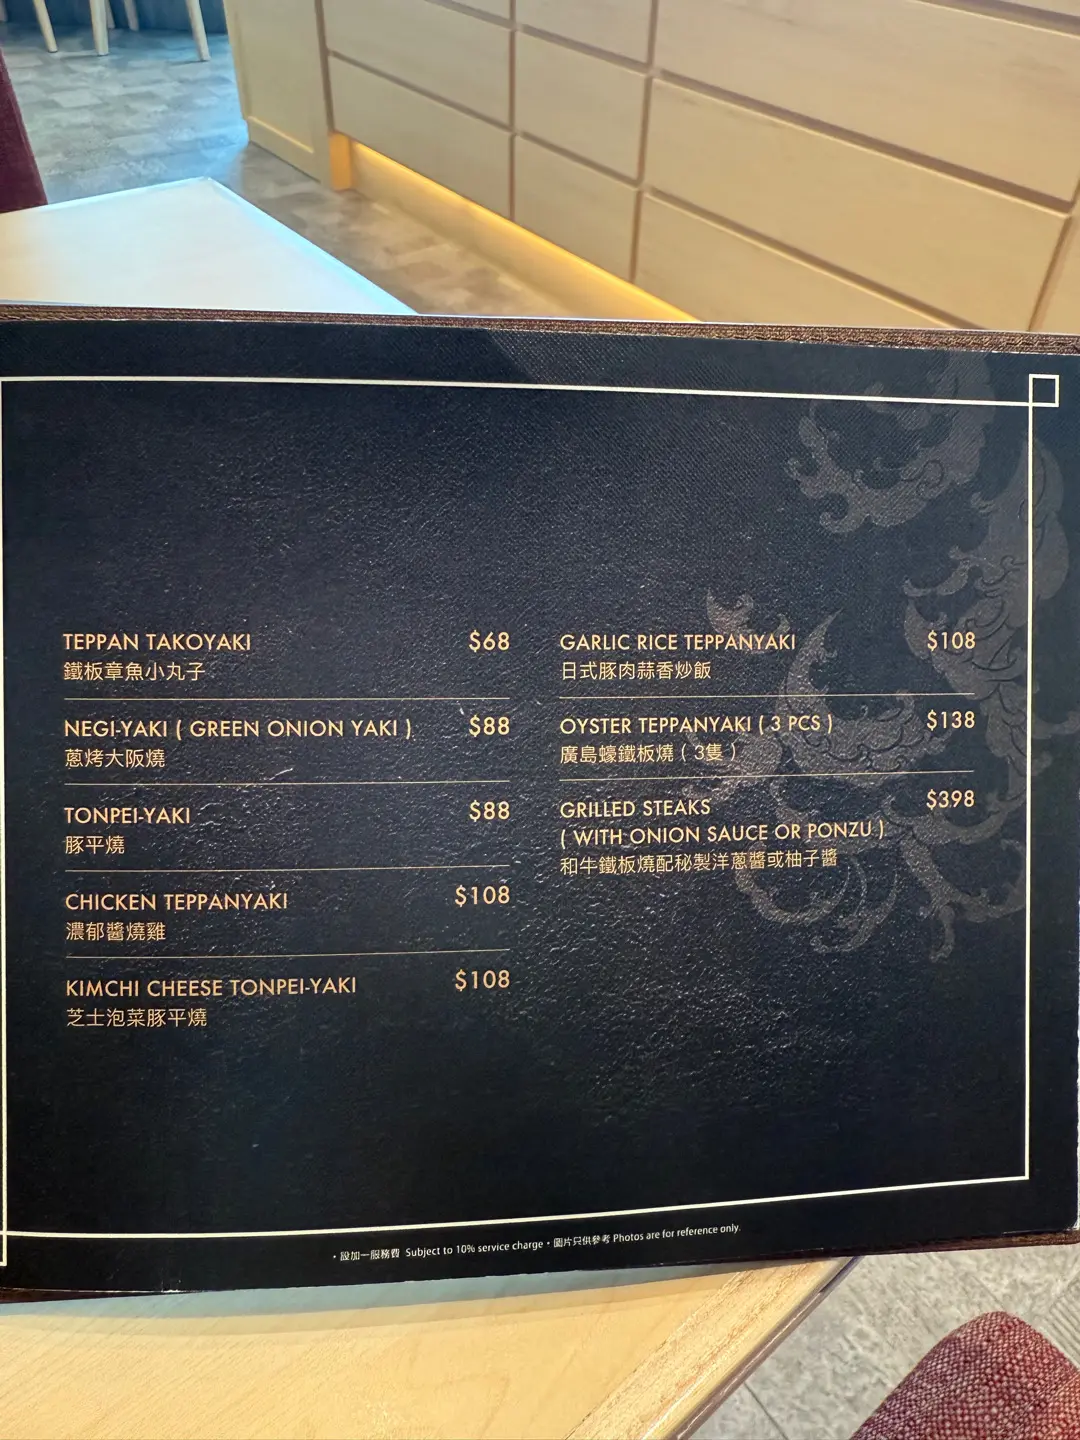 TEPPAN TAKOYAKI $68
鐵板章魚小丸子
NEGI-YAKI ( GREEN ONION YAKI ) $88
蔥烤大阪燒
TONPEI-YAKI $88
豚平燒
CHICKEN TEPPANYAKI $108
濃郁醬燒雞
KIMCHI CHEESE TONPEI-YAKI $108
芝士泡菜豚平燒
GARLIC RICE TEPPANYAKI $108
日式豚肉蒜香炒飯
OYSTER TEPPANYAKI ( 3 PCS ) $138
廣島蠔鐵板燒 ( 3隻 )
GRILLED STEAKS $398
( WITH ONION SAUCE OR PONZU )
和牛鐵板燒配秘製洋蔥醬或柚子醬
• 設加一服務費 Subject to 10% service charge • 圖片只供參考 Photos are for reference only.